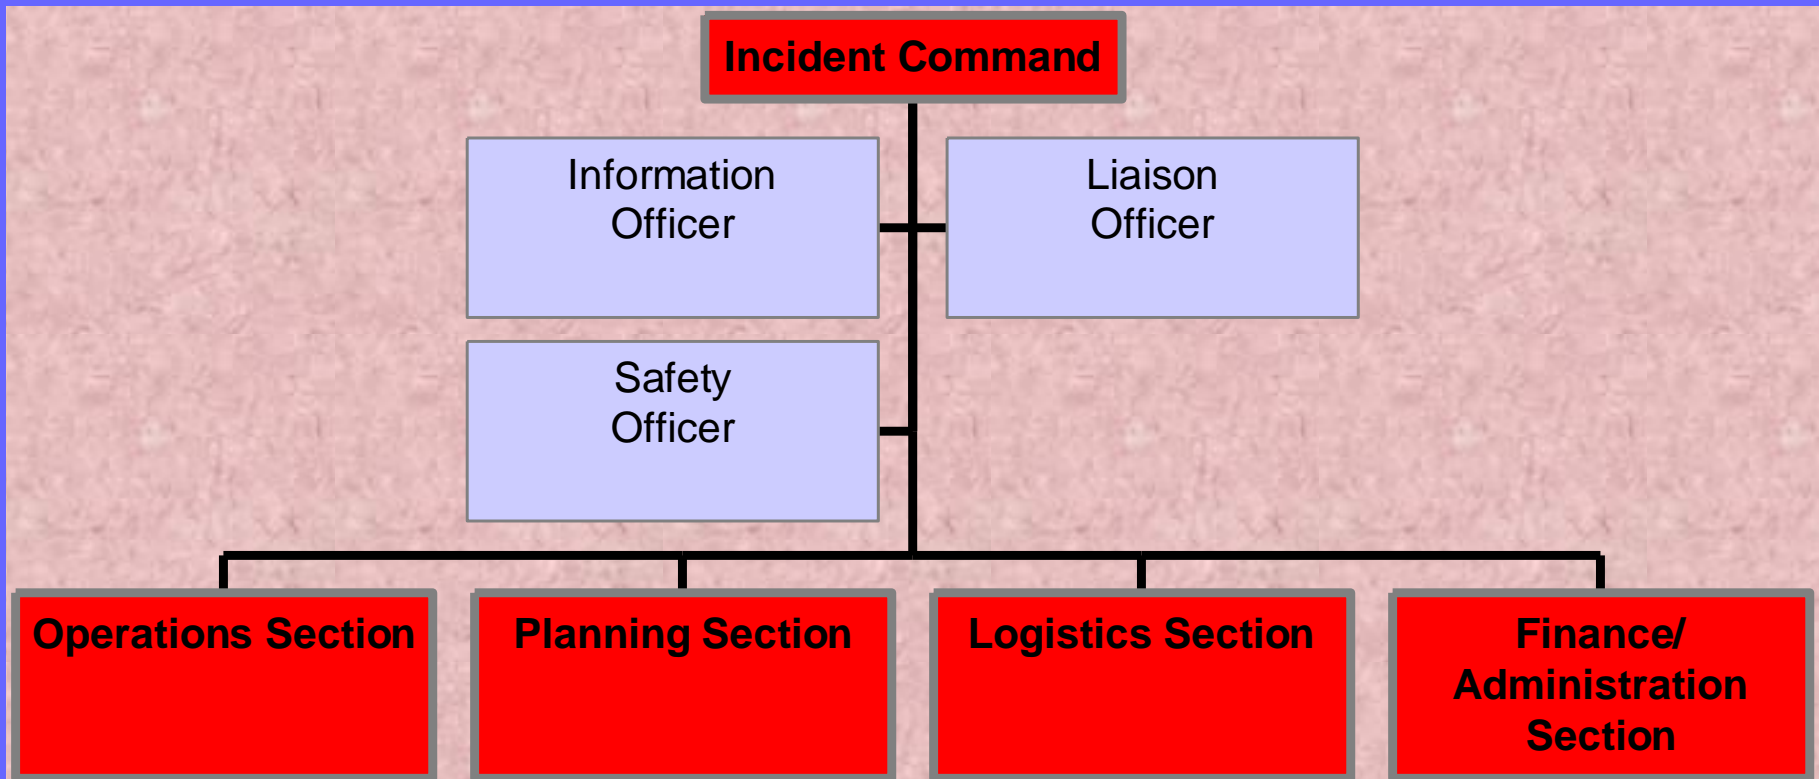 Incident Command
Information
Officer
Liaison
Officer
Safety
Officer
Operations Section
Planning Section
Logistics Section
Finance/
Administration
Section